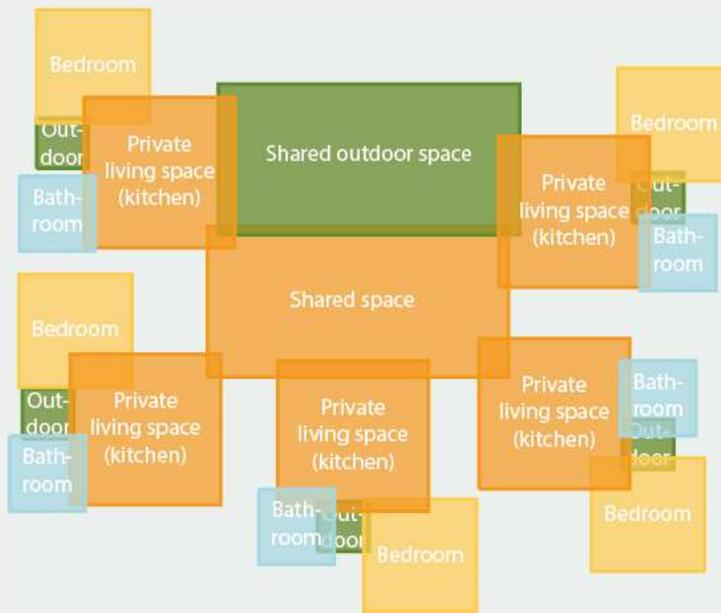 Bedroom
Out-
door
Bath-
room
Private
living space
(kitchen)
Shared outdoor space
Bedroom
Private
living space
(kitchen)
Out-
door
Bath-
room
Shared space
Bedroom
Out-
door
Bath-
room
Private
living space
(kitchen)
Private
living space
(kitchen)
Bath-
room
Out-
door
Bedroom
Private
living space
(kitchen)
Bath-
room
Out-
door
Bedroom